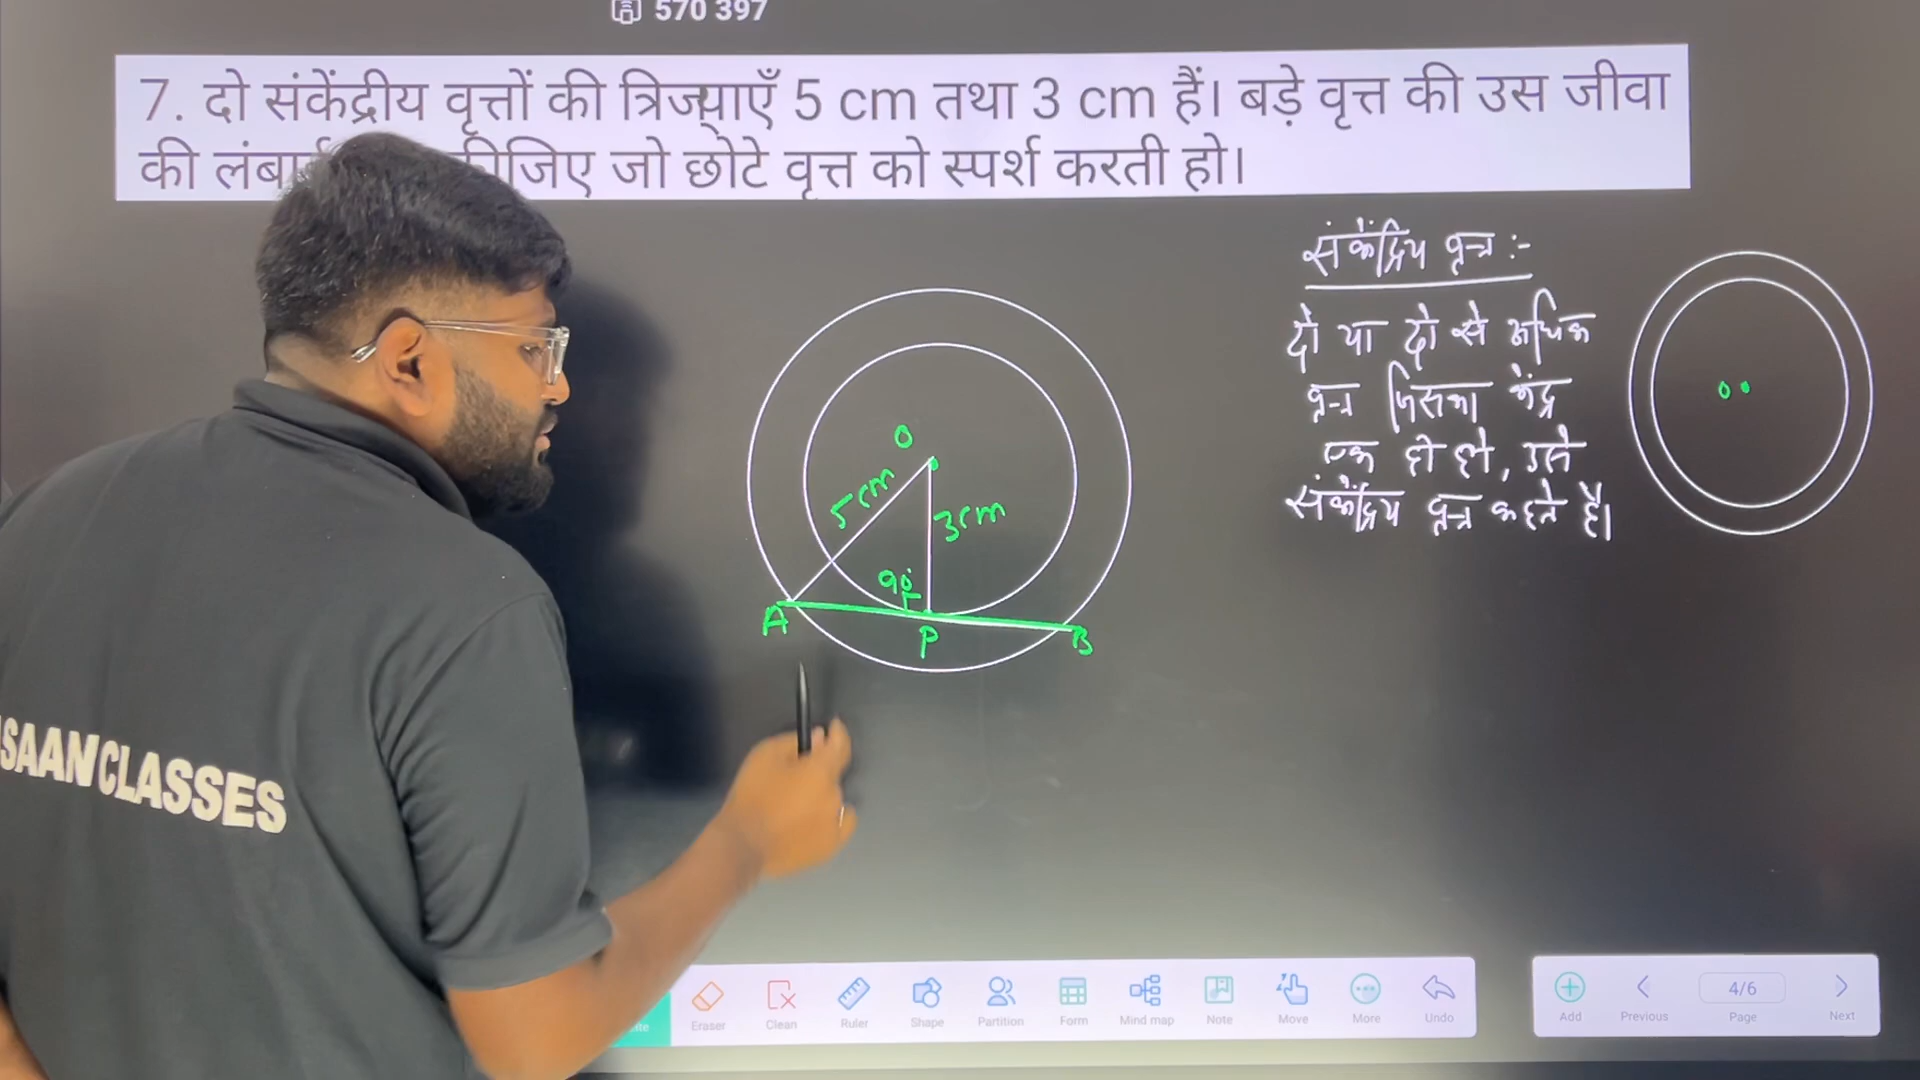 570 397
7. दो संकेंद्रीय वृत्तों की त्रिज्याएँ 5 cm तथा 3 cm हैं। बड़े वृत्त की उस जीवा
की जो छोटे वृत्त को स्पर्श करती हो।
संकेंद्रिय वृत्त :-
दो या दो से अधिक
वृत्त जिसका केंद्र
एक ही हो, उसे
संकेंद्रिय वृत्त कहते हैं।
O
5cm
3cm
90°
A
P
B
O
SAAN CLASSES
Eraser
Clean
Ruler
Shape
Partition
Form
Mind map
Note
Move
More
Undo
Add
Previous
4/6
Page
Next